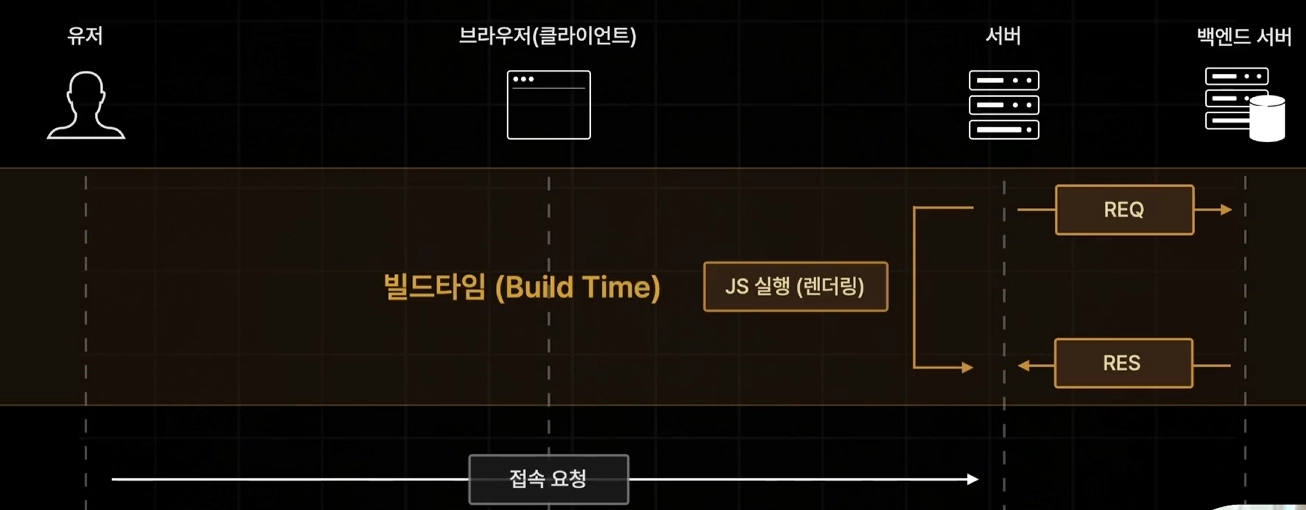 유저
브라우저(클라이언트)
서버
백엔드 서버
REQ
빌드타임 (Build Time)
JS 실행 (렌더링)
RES
접속 요청